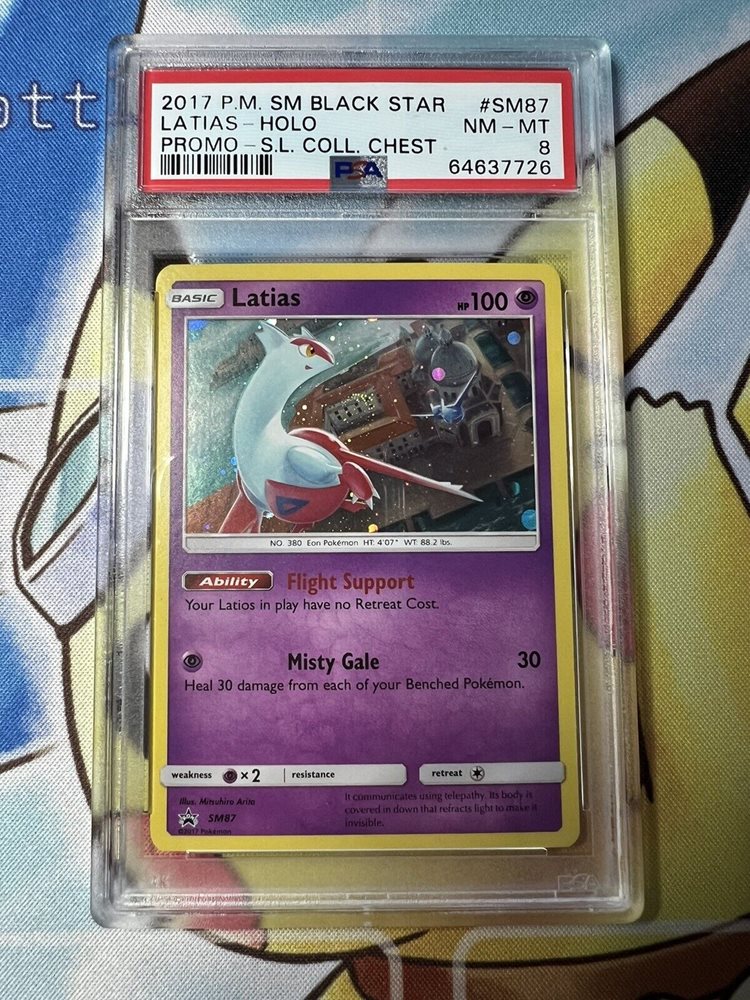 ott
2017 P.M. SM BLACK STAR #SM87
LATIAS - HOLO NM - MT
PROMO - S.L. COLL. CHEST 8
PSA 64637726
BASIC Latias HP 100
NO. 380 Eon Pokémon HT: 4'07" WT: 88.2 lbs.
Ability Flight Support
Your Latios in play have no Retreat Cost.
Misty Gale 30
Heal 30 damage from each of your Benched Pokémon.
weakness ×2 resistance retreat
Illus. Mitsuhiro Arita
It communicates using telepathy. Its body is
covered in down that refracts light to make it
invisible.
SM87
©2017 Pokémon
PSA